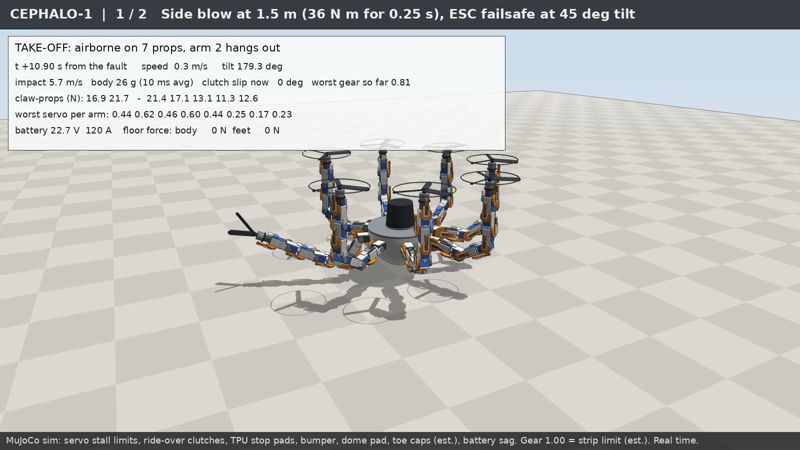 CEPHALO-1 | 1 / 2 Side blow at 1.5 m (36 N m for 0.25 s), ESC failsafe at 45 deg tilt
TAKE-OFF: airborne on 7 props, arm 2 hangs out
t +10.90 s from the fault speed 0.3 m/s tilt 179.3 deg
impact 5.7 m/s body 26 g (10 ms avg) clutch slip now 0 deg worst gear so far 0.81
claw-props (N): 16.9 21.7 - 21.4 17.1 13.1 11.3 12.6
worst servo per arm: 0.44 0.62 0.46 0.60 0.44 0.25 0.17 0.23
battery 22.7 V 120 A floor force: body 0 N feet 0 N
MuJoCo sim: servo stall limits, ride-over clutches, TPU stop pads, bumper, dome pad, toe caps (est.), battery sag. Gear 1.00 = strip limit (est.). Real time.